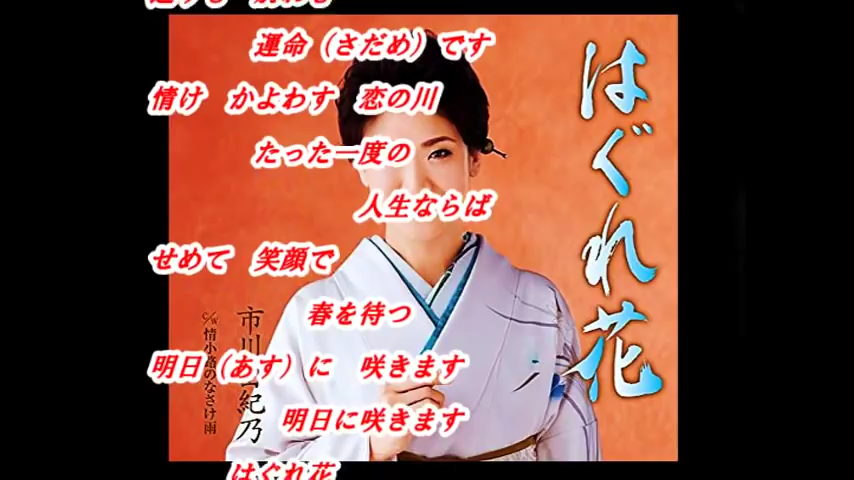 運命（さだめ）です
情け　かよわす　恋の川
たった一度の
人生ならば
せめて　笑顔で
春を待つ
明日（あす）に　咲きます
明日に咲きます
はぐれ花
はぐれ花
市川
紀乃
c/w 情小路のなさけ雨